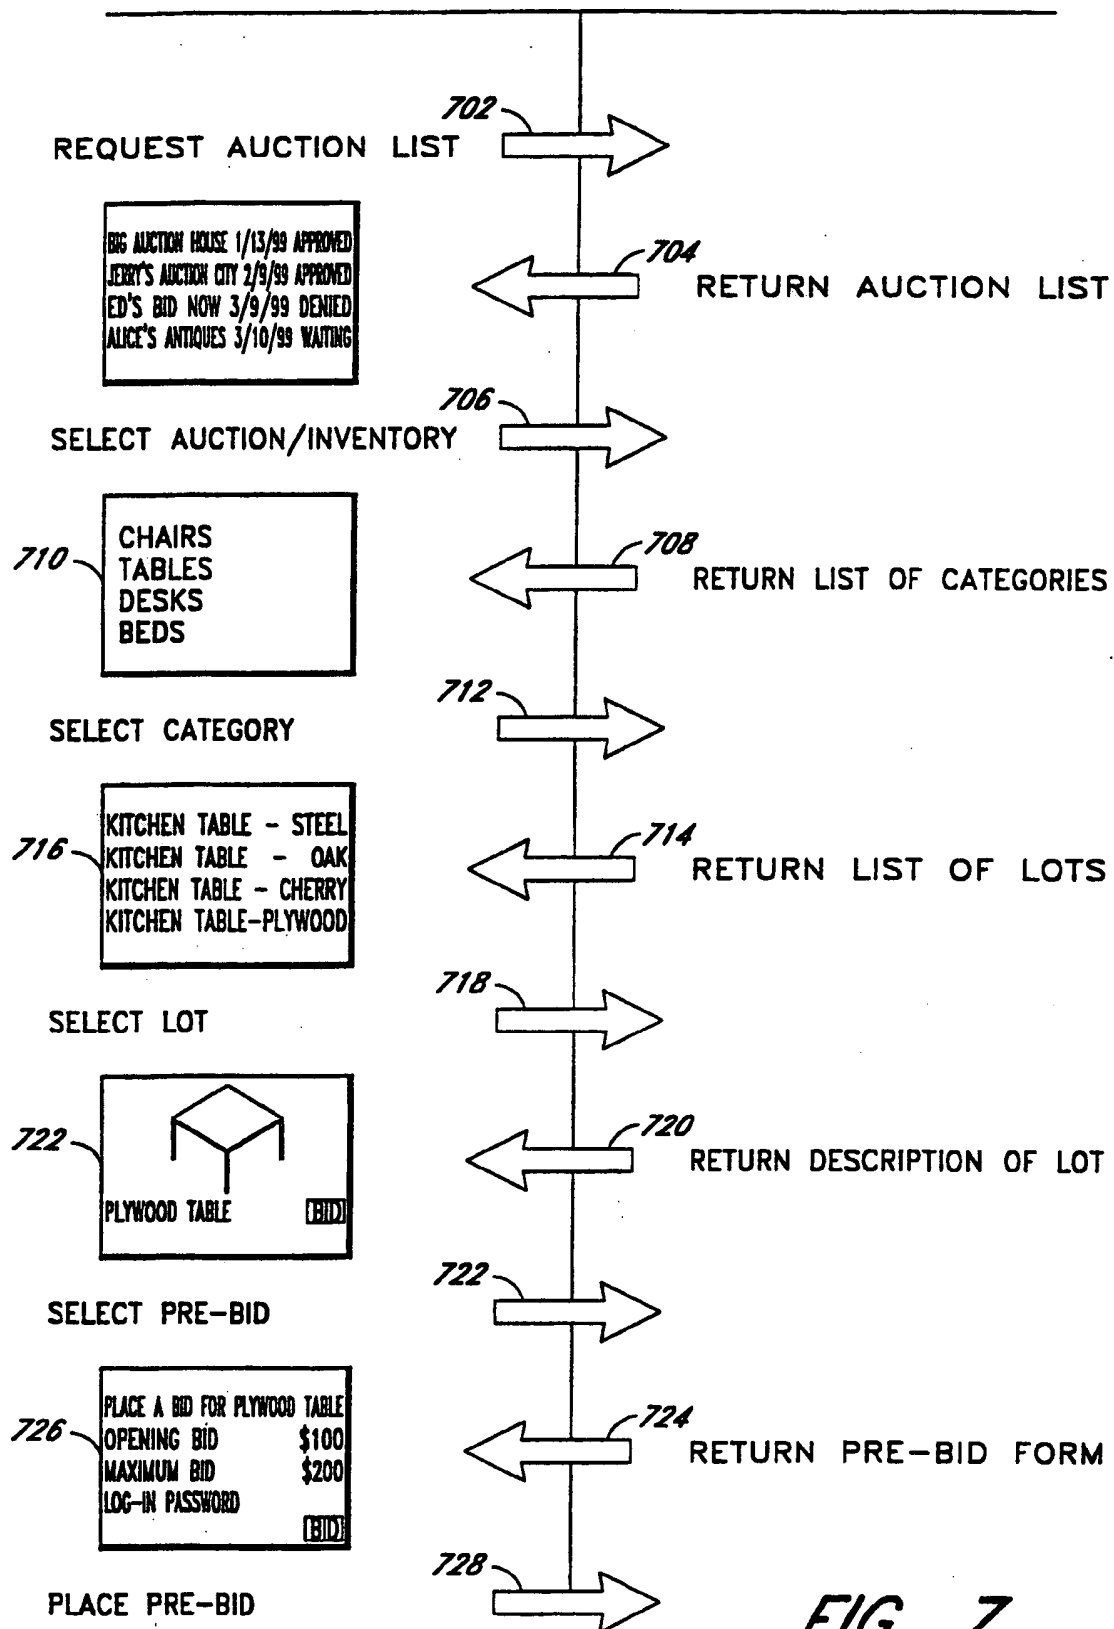 702
REQUEST AUCTION LIST
BIG AUCTION HOUSE 1/13/99 APPROVED
JERRY'S AUCTION CITY 2/9/99 APPROVED
ED'S BID NOW 3/9/99 DENIED
ALICE'S ANTIQUES 3/10/99 WAITING
704
RETURN AUCTION LIST
706
SELECT AUCTION/INVENTORY
710
CHAIRS
TABLES
DESKS
BEDS
708
RETURN LIST OF CATEGORIES
712
SELECT CATEGORY
716
KITCHEN TABLE - STEEL
KITCHEN TABLE - OAK
KITCHEN TABLE - CHERRY
KITCHEN TABLE-PLYWOOD
714
RETURN LIST OF LOTS
718
SELECT LOT
722
PLYWOOD TABLE BID
720
RETURN DESCRIPTION OF LOT
722
SELECT PRE-BID
726
PLACE A BID FOR PLYWOOD TABLE
OPENING BID $100
MAXIMUM BID $200
LOG-IN PASSWORD
BID
724
RETURN PRE-BID FORM
728
PLACE PRE-BID
FIG. 7